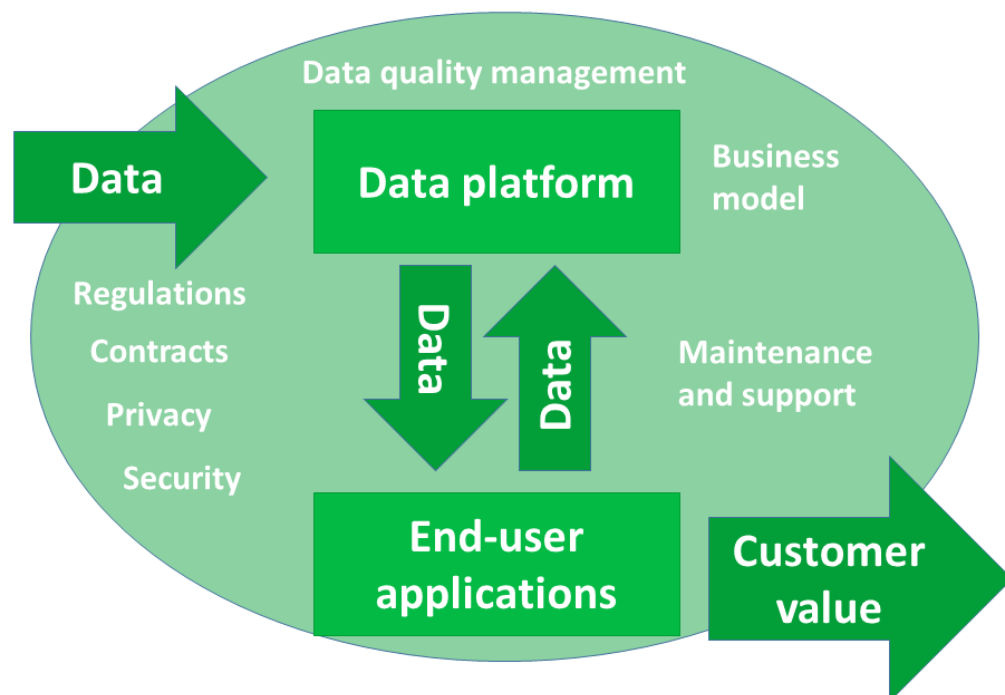 Data quality management
Data
Data platform
Business
model
Regulations
Contracts
Privacy
Security
Data
Data
Maintenance
and support
End-user
applications
Customer
value